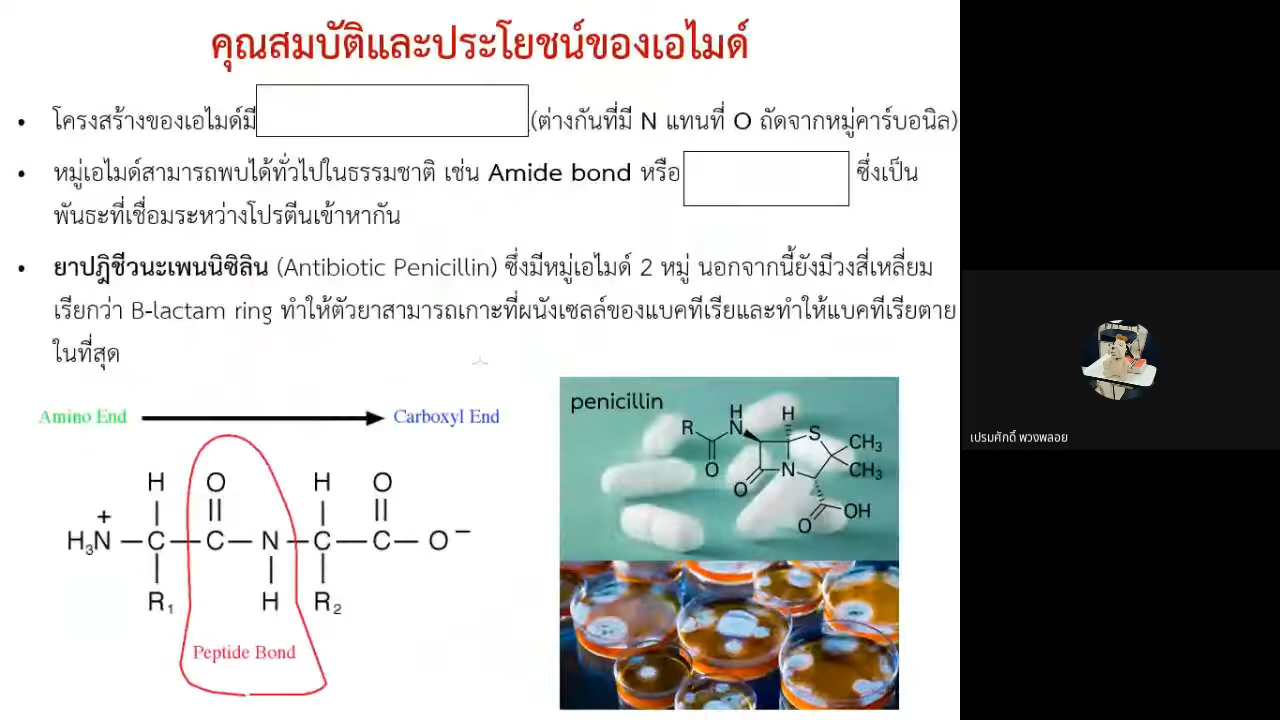 คุณสมบัติและประโยชน์ของเอไมด์
• โครงสร้างของเอไมด์มี (ต่างกันที่มี N แทนที่ O ถัดจากหมู่คาร์บอนิล)
• หมู่เอไมด์สามารถพบได้ทั่วไปในธรรมชาติ เช่น Amide bond หรือ ซึ่งเป็น
พันธะที่เชื่อมระหว่างโปรตีนเข้าหากัน
• ยาปฎิชีวนะเพนนิซิลิน (Antibiotic Penicillin) ซึ่งมีหมู่เอไมด์ 2 หมู่ นอกจากนี้ยังมีวงสี่เหลี่ยม
เรียกว่า B-lactam ring ทำให้ตัวยาสามารถเกาะที่ผนังเซลล์ของแบคทีเรียและทำให้แบคทีเรียตาย
ในที่สุด
Amino End Carboxyl End
H O H O
+
H₃N — C — C — N — C — C — O⁻
R₁ H R₂
Peptide Bond
penicillin
H H
R N S CH₃
O N CH₃
O
O OH
เปรมศักดิ์ พวงพลอย